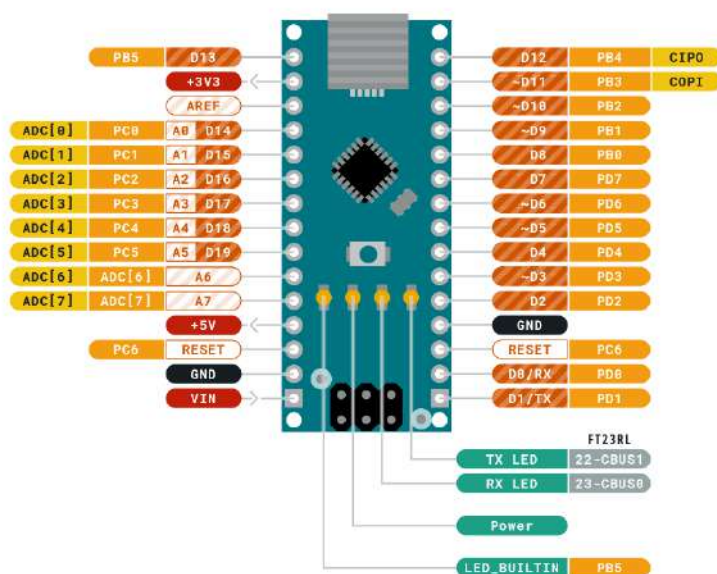 PB5 D13
+3V3
AREF
ADC[0] PC0 A0 D14
ADC[1] PC1 A1 D15
ADC[2] PC2 A2 D16
ADC[3] PC3 A3 D17
ADC[4] PC4 A4 D18
ADC[5] PC5 A5 D19
ADC[6] ADC[6] A6
ADC[7] ADC[7] A7
+5V
PC6 RESET
GND
VIN
D12 PB4 CIPO
~D11 PB3 COPI
~D10 PB2
~D9 PB1
D8 PB0
D7 PD7
~D6 PD6
~D5 PD5
D4 PD4
~D3 PD3
D2 PD2
GND
RESET PC6
D0/RX PD0
D1/TX PD1
FT23RL
TX LED 22-CBUS1
RX LED 23-CBUS0
Power
LED_BUILTIN PB5